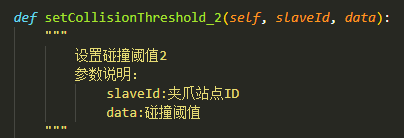 def setCollisionThreshold_2(self, slaveId, data):
"""
设置碰撞阈值2
参数说明:
slaveId:夹爪站点ID
data:碰撞阈值
"""